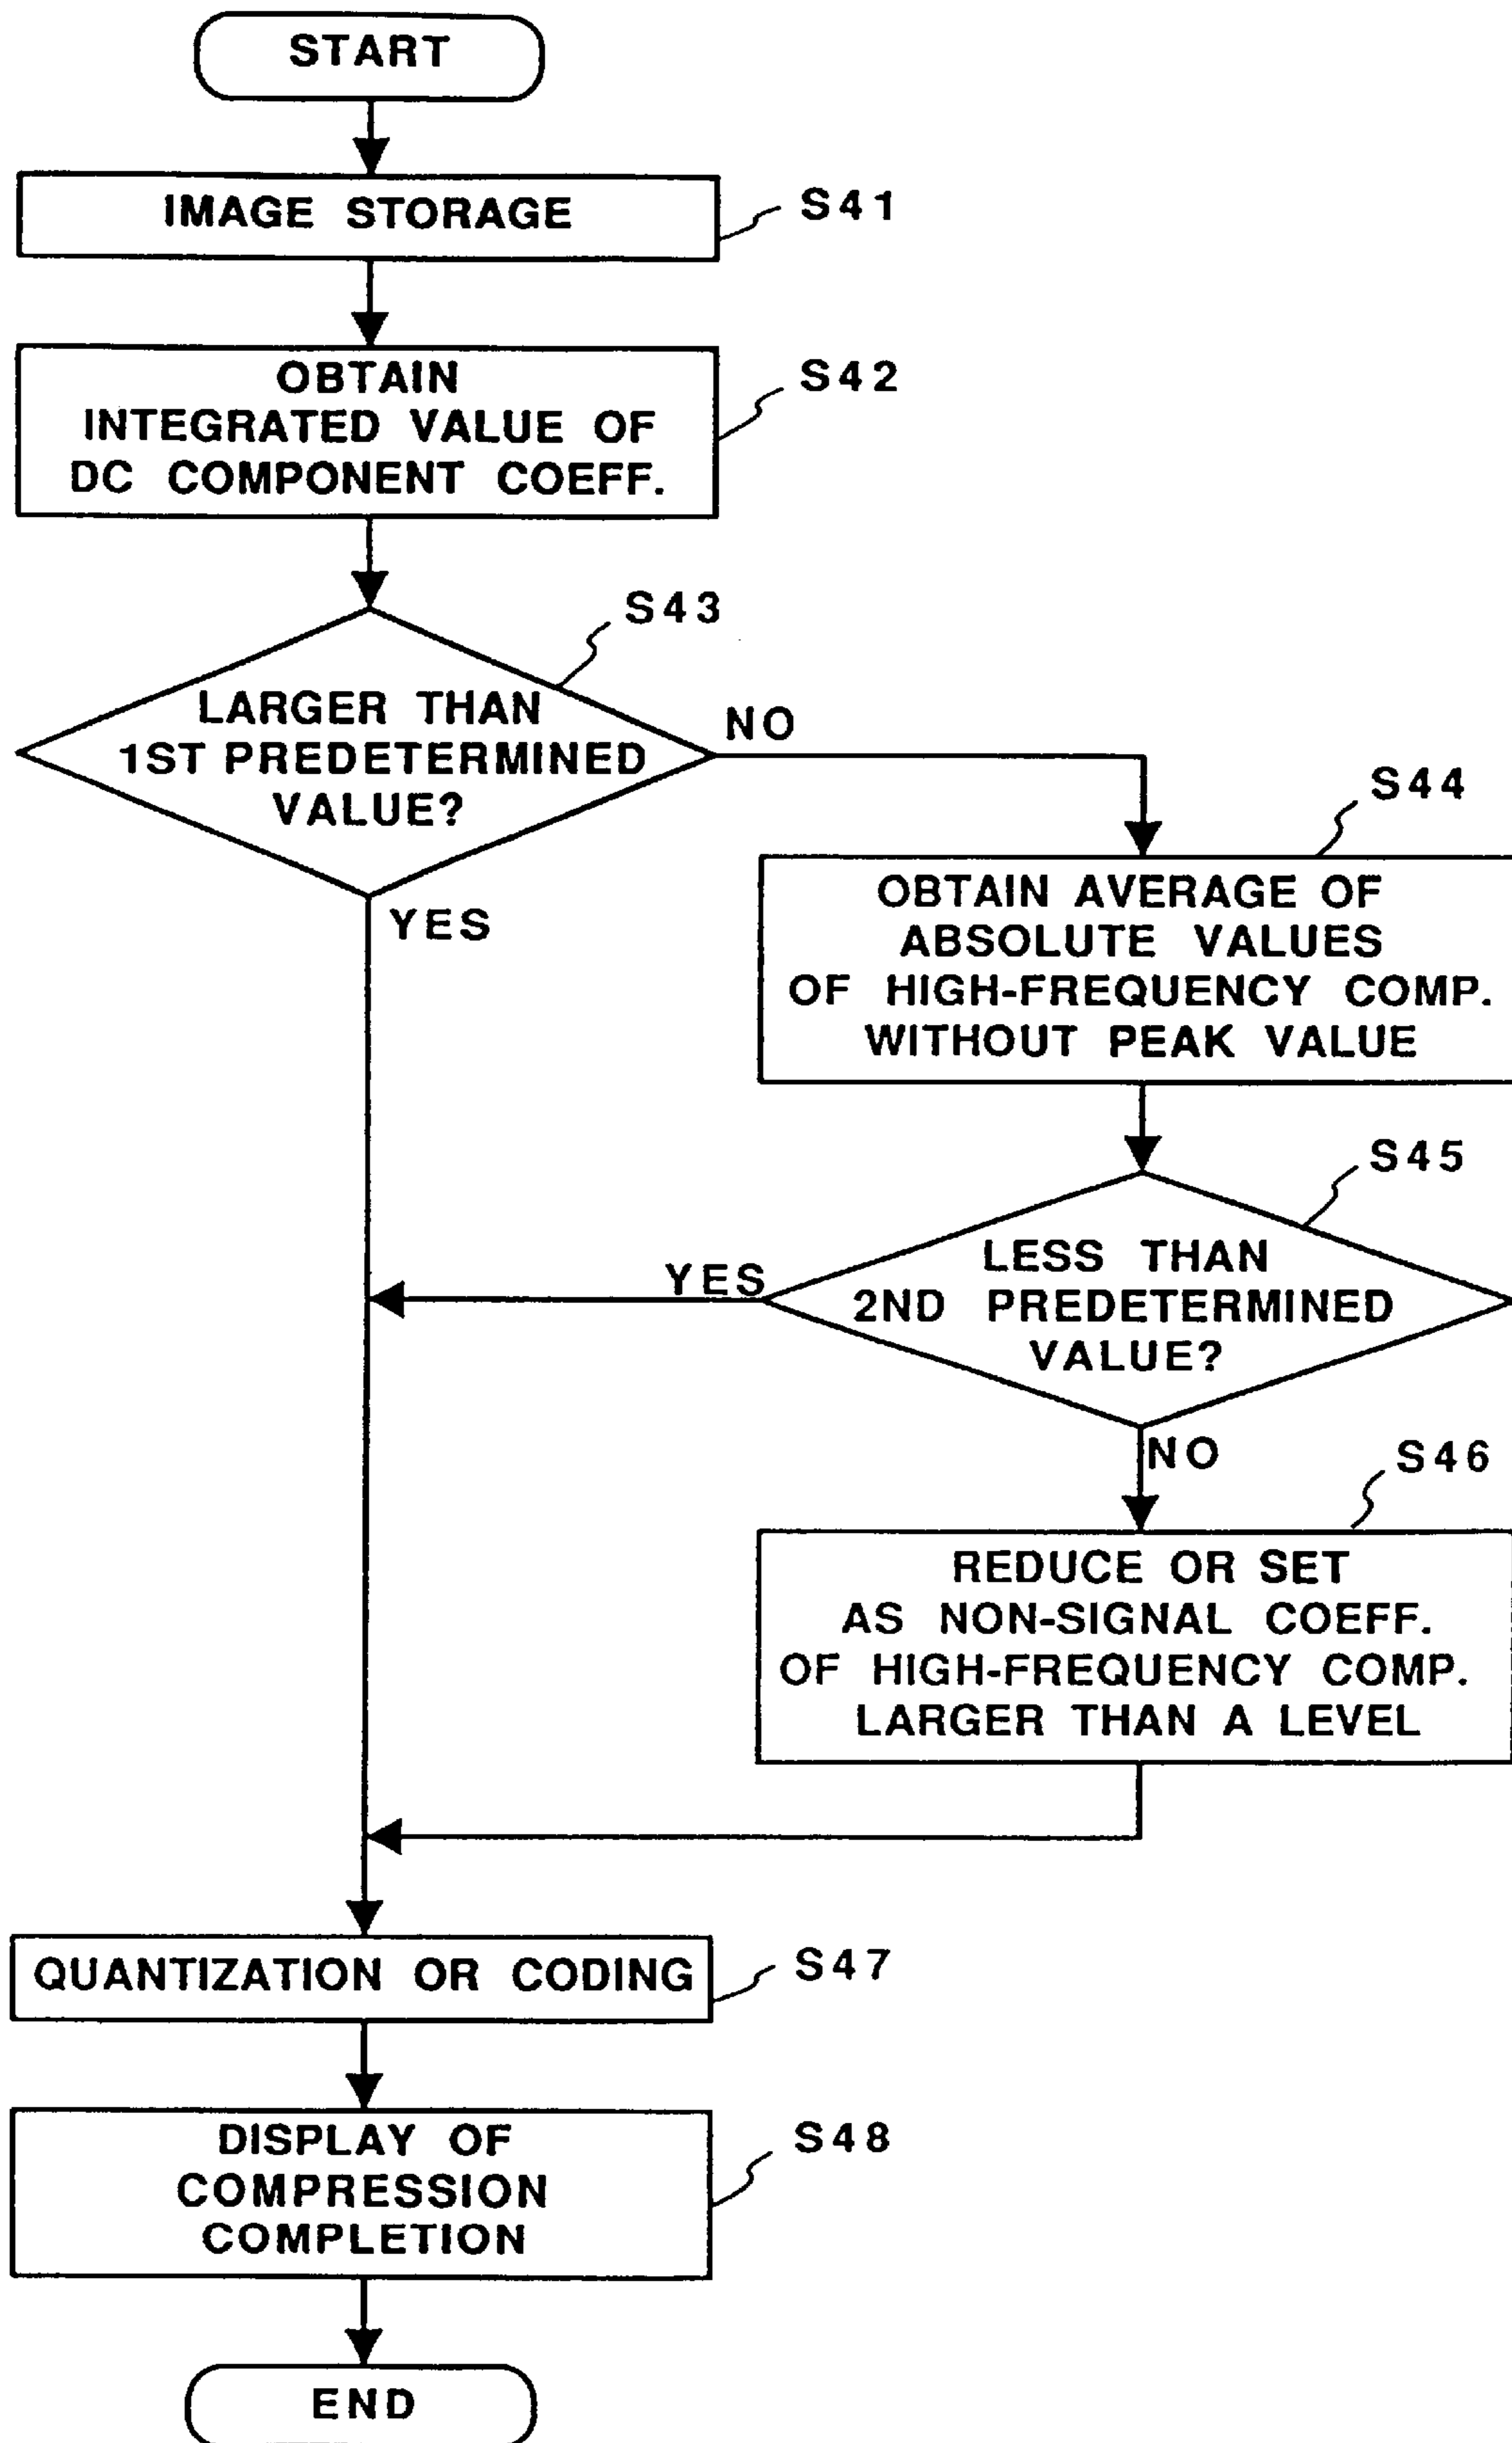 START
IMAGE STORAGE
S41
OBTAIN
INTEGRATED VALUE OF
DC COMPONENT COEFF.
S42
S43
LARGER THAN
1ST PREDETERMINED
VALUE?
NO
YES
S44
OBTAIN AVERAGE OF
ABSOLUTE VALUES
OF HIGH-FREQUENCY COMP.
WITHOUT PEAK VALUE
S45
LESS THAN
2ND PREDETERMINED
VALUE?
YES
NO
S46
REDUCE OR SET
AS NON-SIGNAL COEFF.
OF HIGH-FREQUENCY COMP.
LARGER THAN A LEVEL
QUANTIZATION OR CODING
S47
DISPLAY OF
COMPRESSION
COMPLETION
S48
END